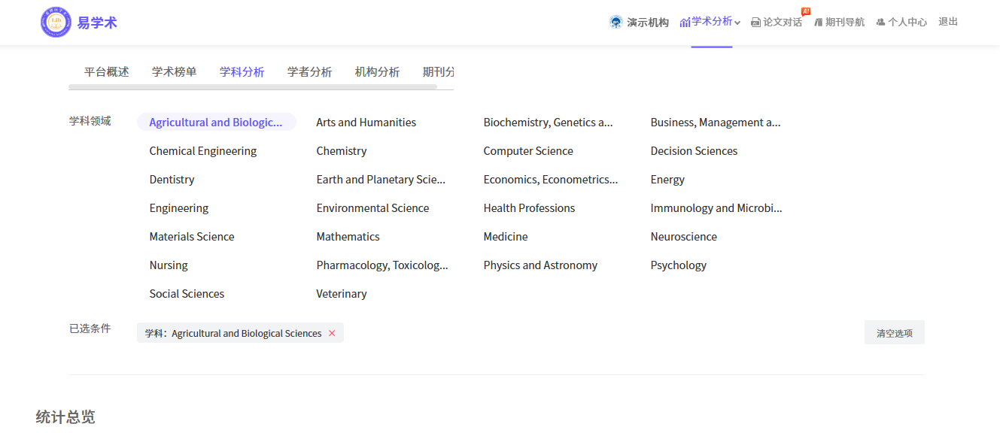 易学术 演示机构 学术分析 论文对话 AI 期刊导航 个人中心 退出
平台概述 学术榜单 学科分析 学者分析 机构分析 期刊分
学科领域 Agricultural and Biologic... Arts and Humanities Biochemistry, Genetics a... Business, Management a...
Chemical Engineering Chemistry Computer Science Decision Sciences
Dentistry Earth and Planetary Scie... Economics, Econometrics... Energy
Engineering Environmental Science Health Professions Immunology and Microbi...
Materials Science Mathematics Medicine Neuroscience
Nursing Pharmacology, Toxicolog... Physics and Astronomy Psychology
Social Sciences Veterinary
已选条件 学科：Agricultural and Biological Sciences × 清空选项
统计总览